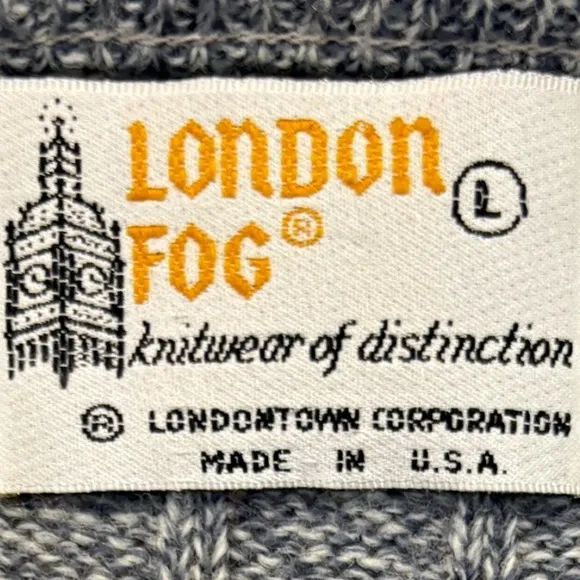 LONDON L
FOG®
knitwear of distinction
® LONDONTOWN CORPORATION
MADE IN U.S.A.